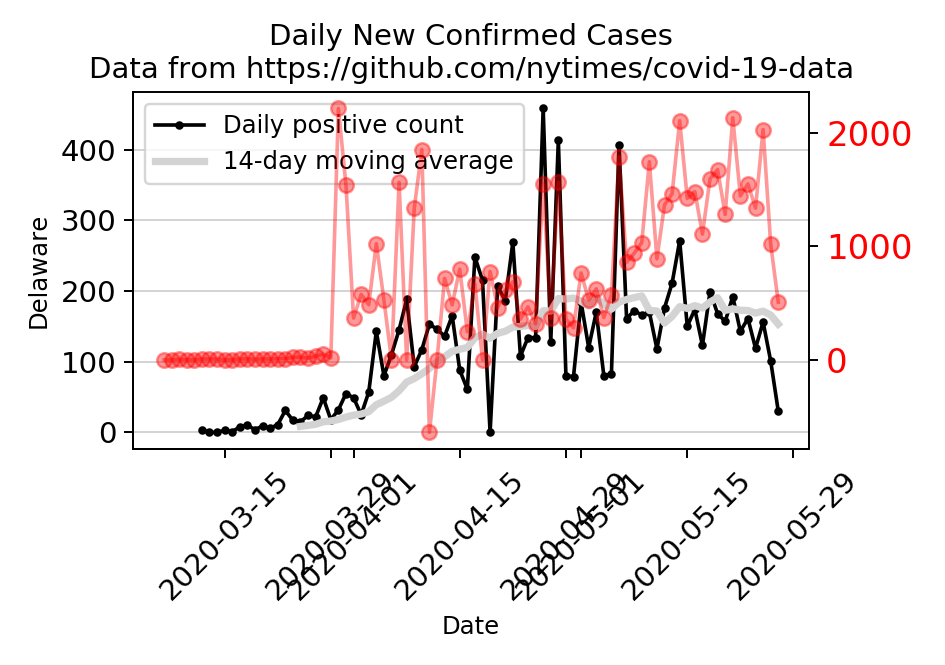 Daily New Confirmed Cases
Data from https://github.com/nytimes/covid-19-data
Daily positive count
14-day moving average
400
300
200
100
0
Delaware
2000
1000
0
2020-03-15
2020-03-29
2020-04-01
2020-04-15
2020-04-29
2020-05-01
2020-05-15
2020-05-29
Date